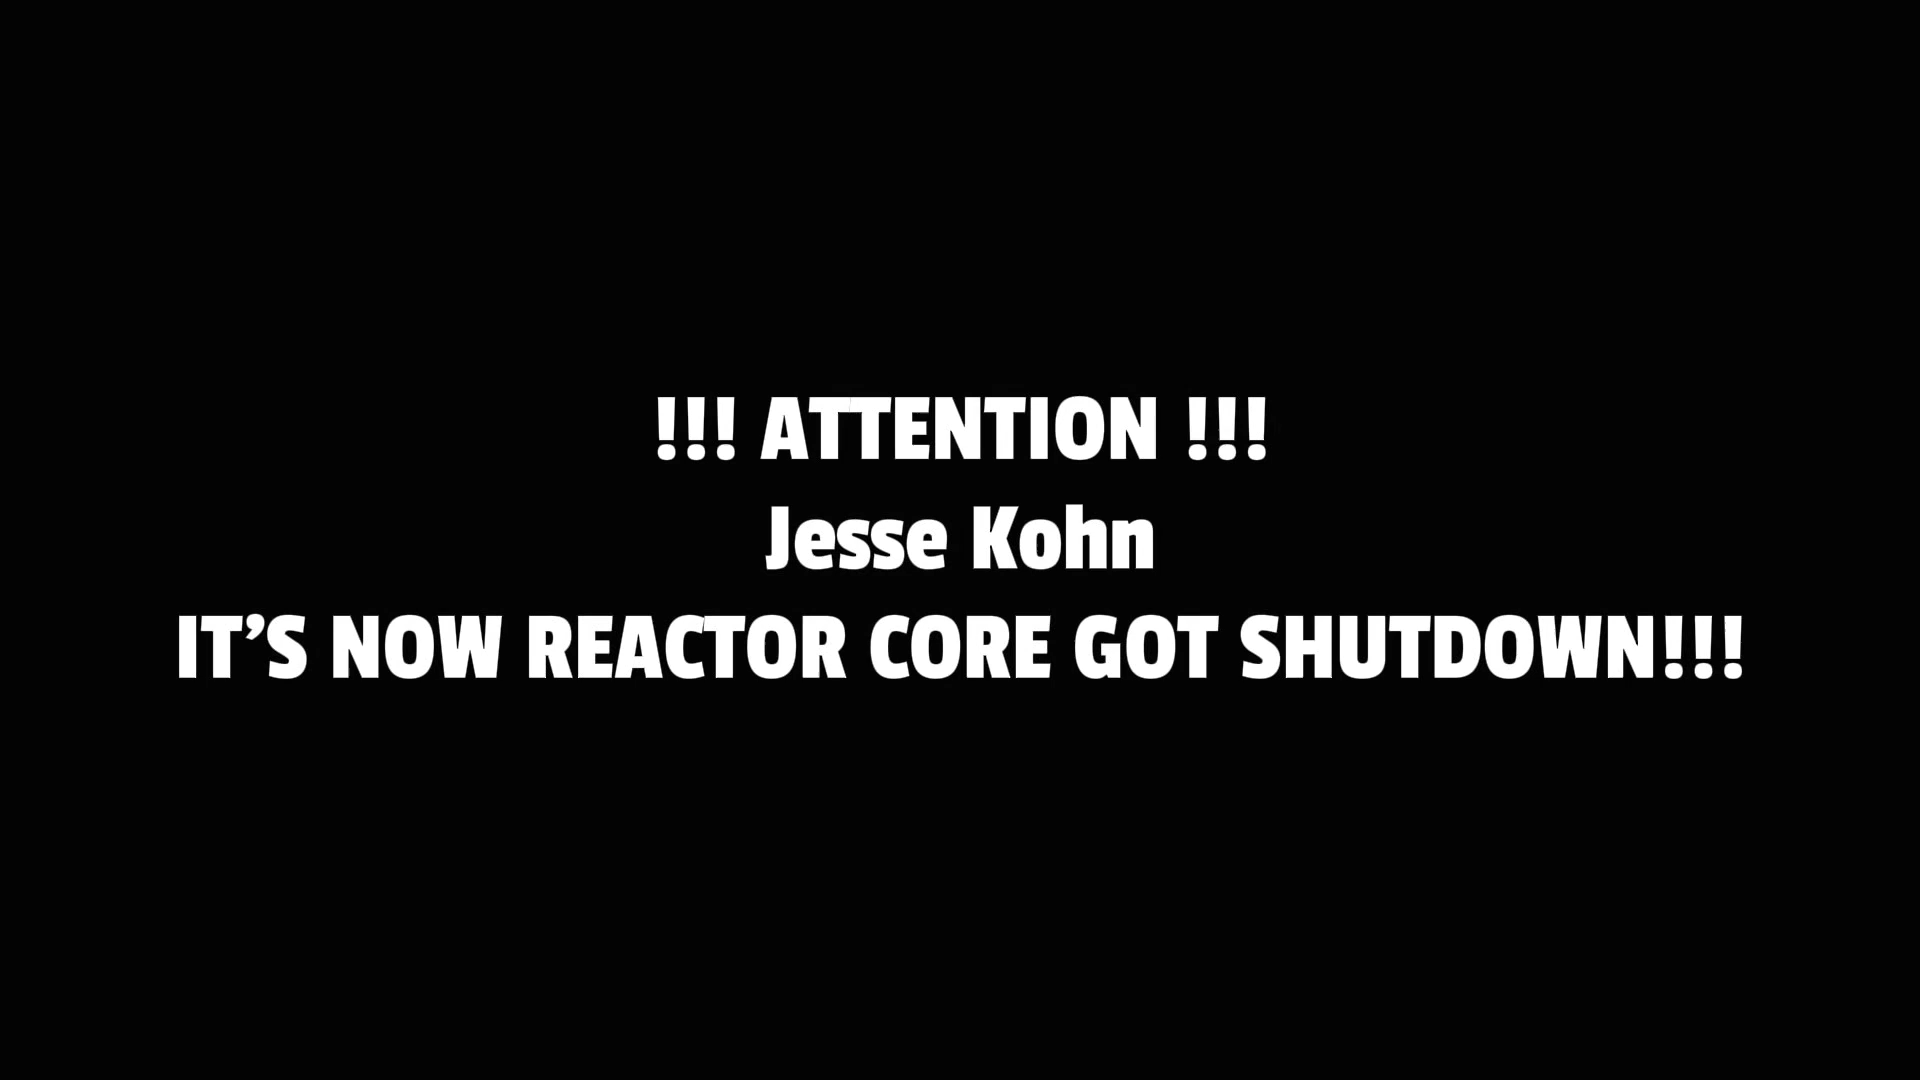 !!! ATTENTION !!!
Jesse Kohn
IT’S NOW REACTOR CORE GOT SHUTDOWN!!!